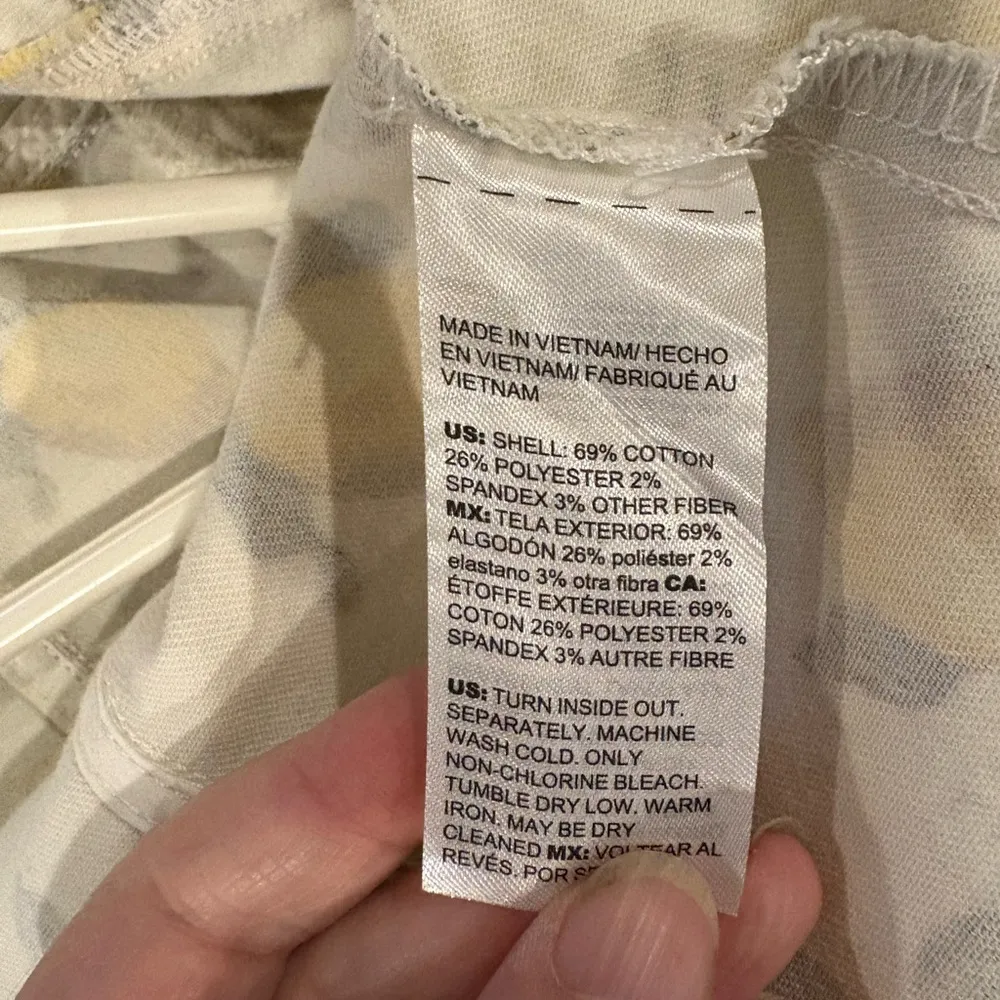 MADE IN VIETNAM/ HECHO
EN VIETNAM/ FABRIQUÉ AU
VIETNAM
US: SHELL: 69% COTTON
26% POLYESTER 2%
SPANDEX 3% OTHER FIBER
MX: TELA EXTERIOR: 69%
ALGODÓN 26% poliéster 2%
elastano 3% otra fibra CA:
ÉTOFFE EXTÉRIEURE: 69%
COTON 26% POLYESTER 2%
SPANDEX 3% AUTRE FIBRE
US: TURN INSIDE OUT.
SEPARATELY. MACHINE
WASH COLD. ONLY
NON-CHLORINE BLEACH.
TUMBLE DRY LOW. WARM
IRON. MAY BE DRY
CLEANED MX: VOLTEAR AL
REVÉS. POR